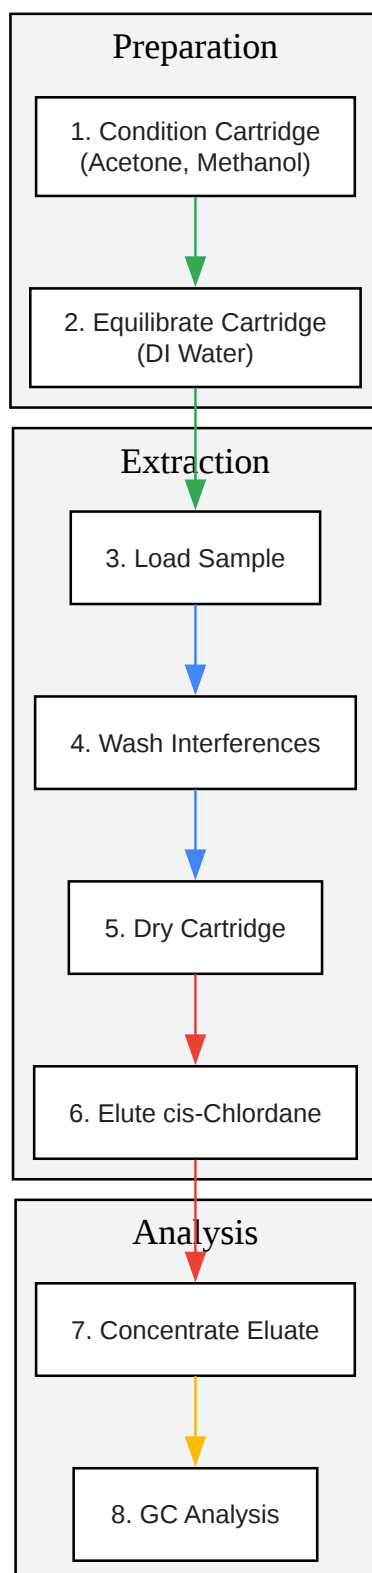 Preparation
1. Condition Cartridge
(Acetone, Methanol)
2. Equilibrate Cartridge
(DI Water)
Extraction
3. Load Sample
4. Wash Interferences
5. Dry Cartridge
6. Elute cis-Chlordane
Analysis
7. Concentrate Eluate
8. GC Analysis